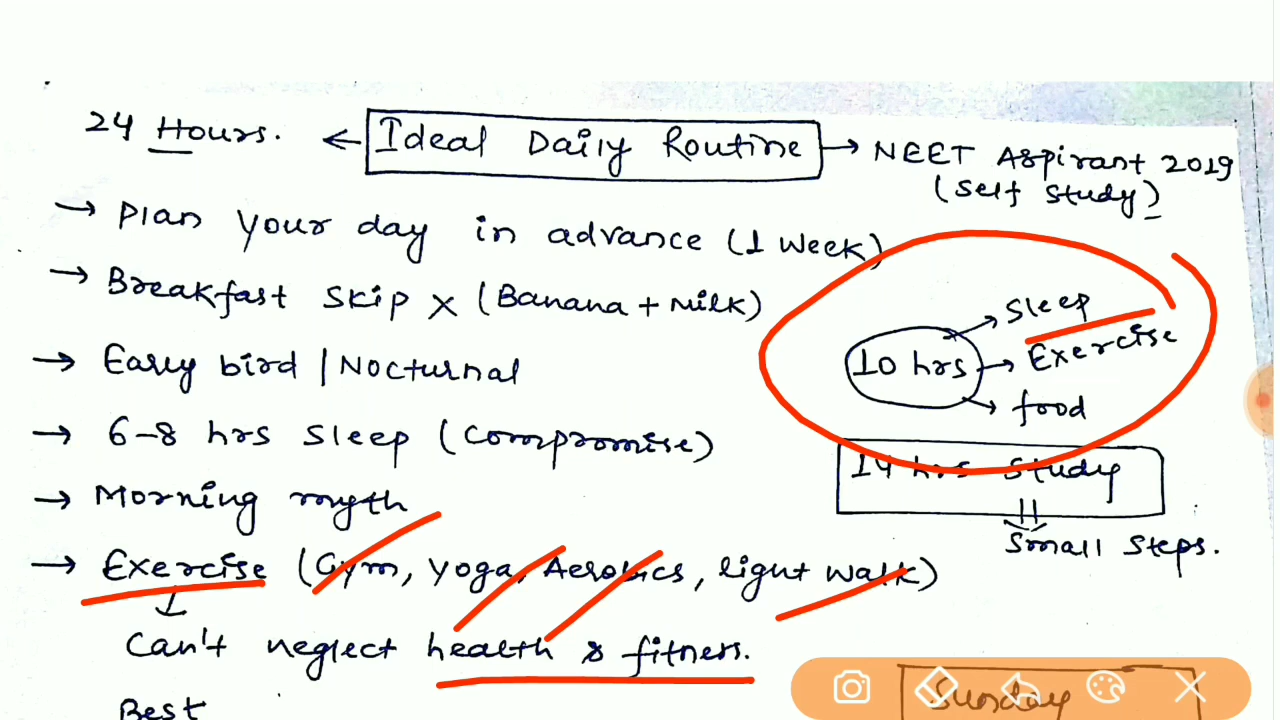 24 Hours. ← Ideal Daily Routine → NEET Aspirant 2019
(Self Study)
→ Plan your day in advance (1 week)
→ Breakfast skip x (Banana + Milk)
→ Early bird | Nocturnal
→ 6-8 hrs sleep (compromise)
→ Morning myth
→ Exercise (Gym, yoga, Aerobics, light walk)
↓
Can't neglect health & fitness.
Best
10 hrs → Sleep
→ Exercise
→ food
14 hrs study
||
Small steps.
Sunday